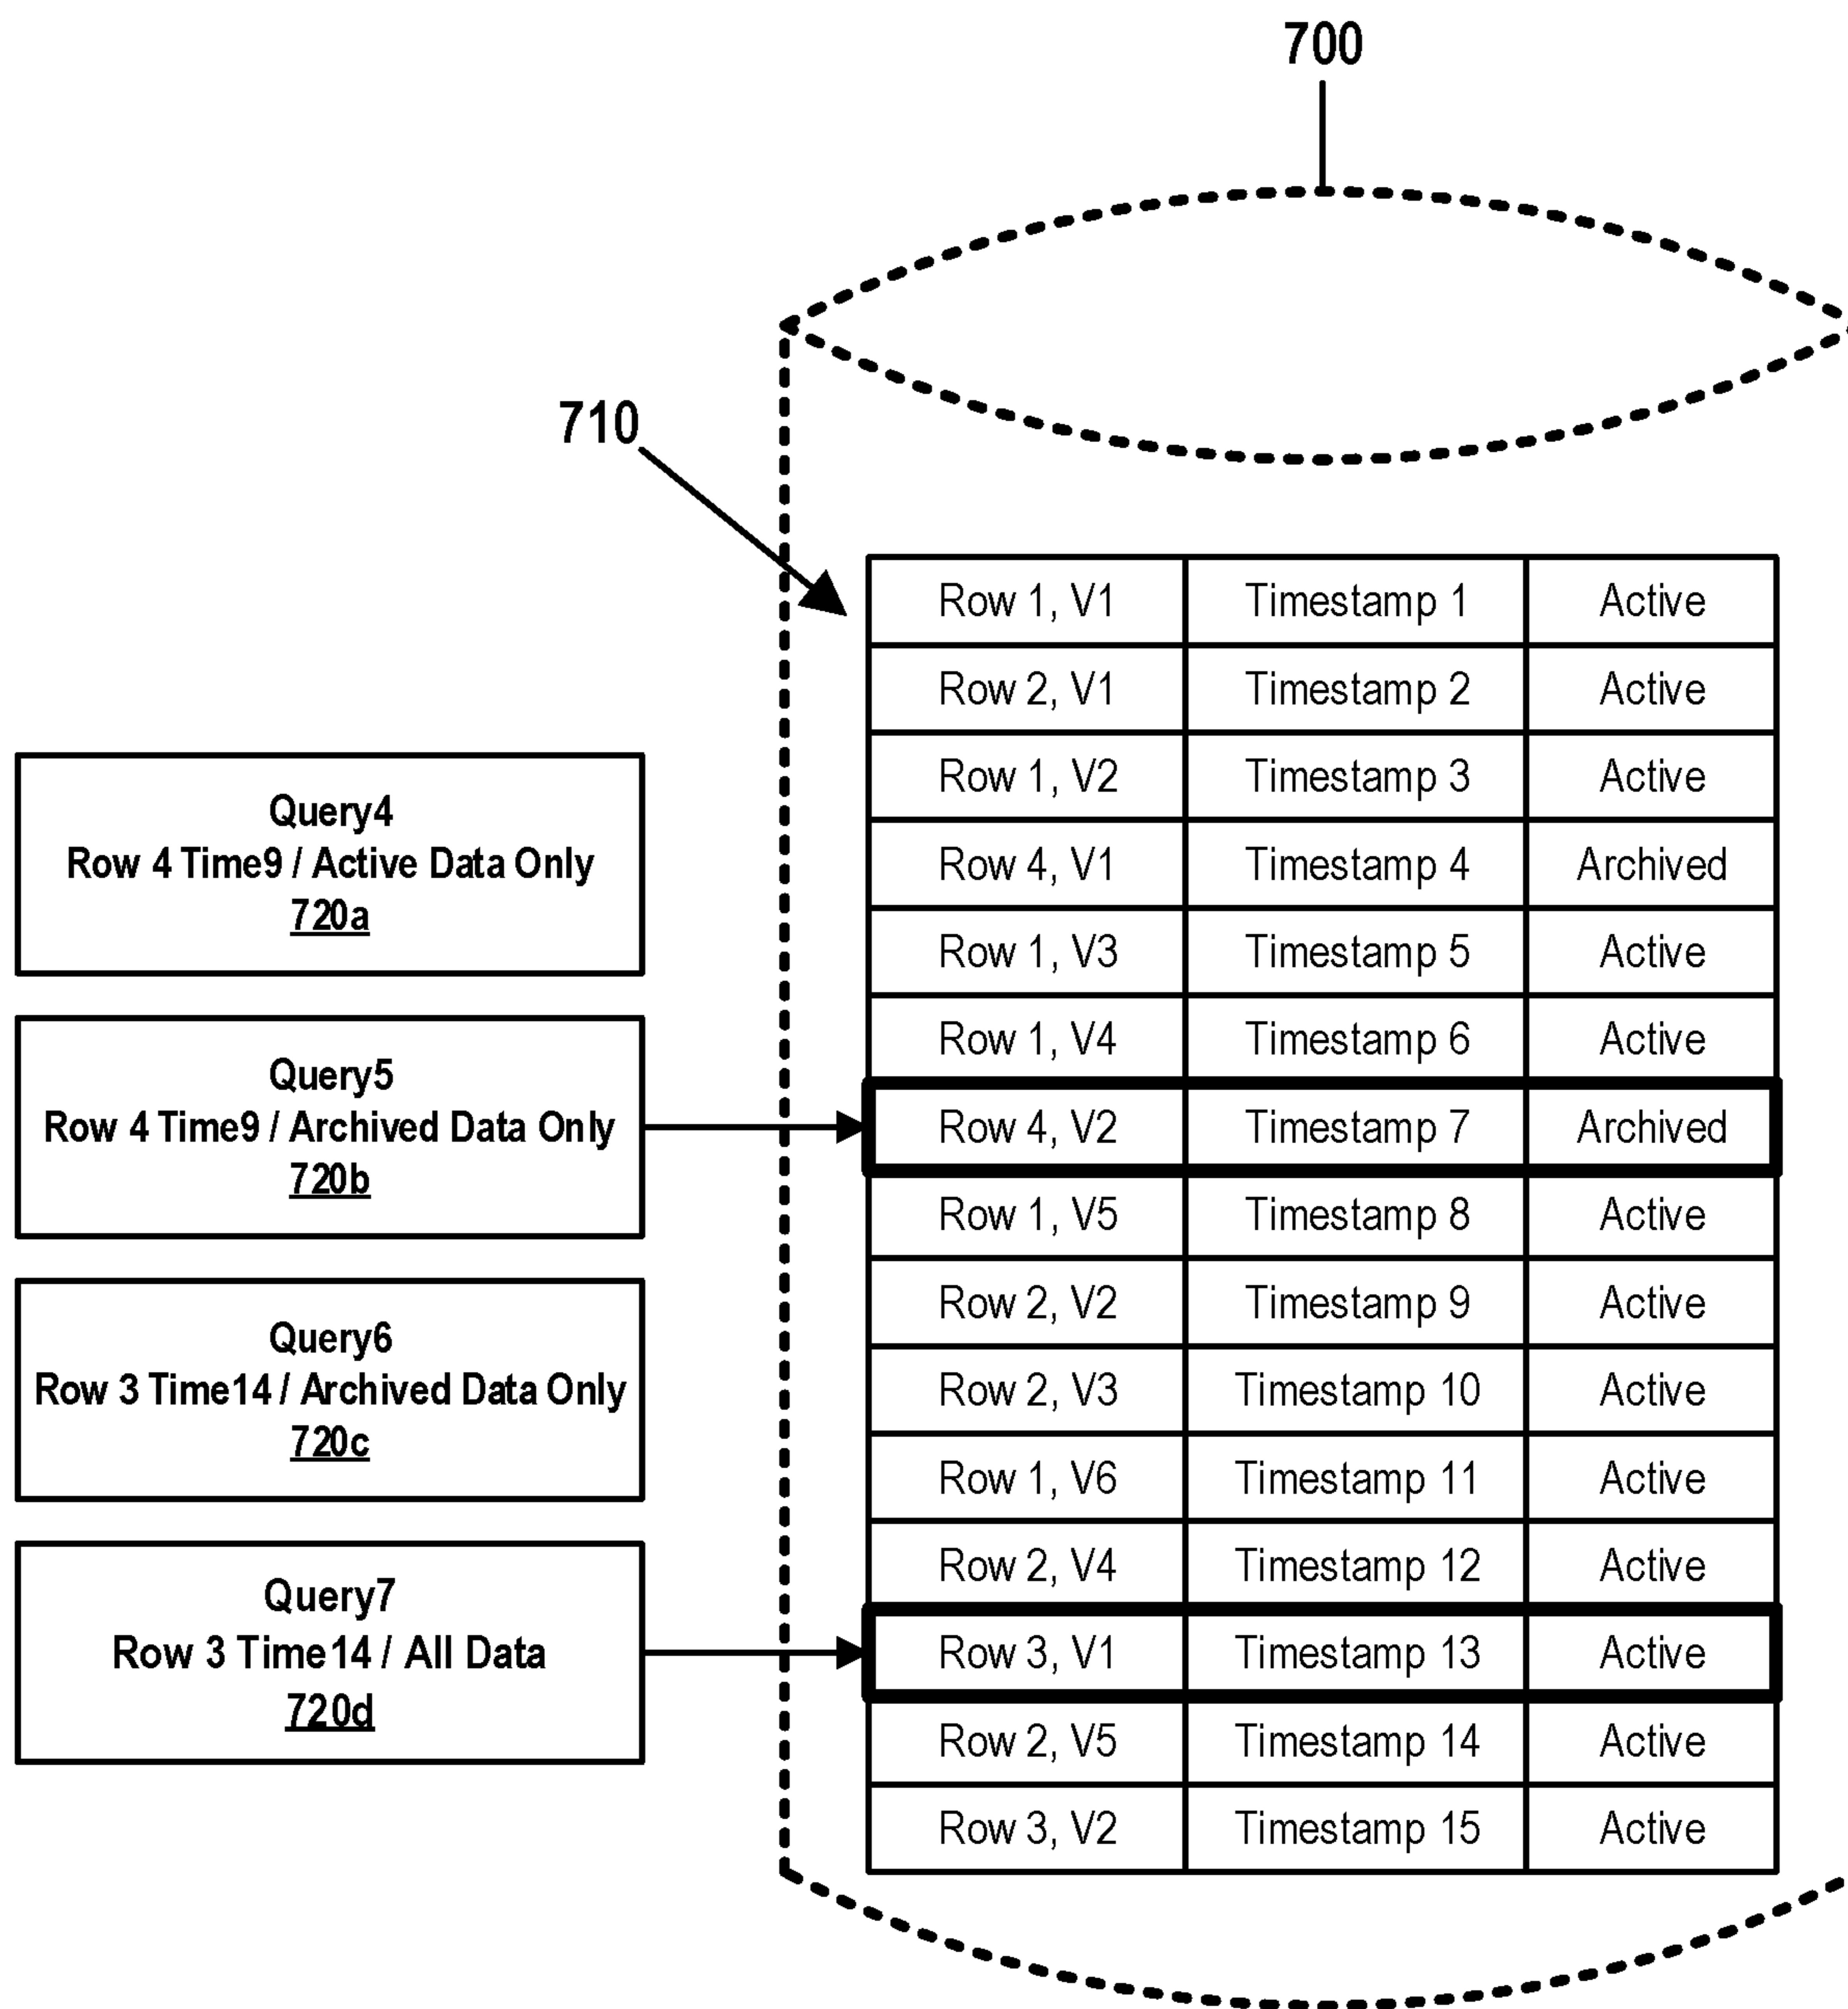 700
710
Row 1, V1 Timestamp 1 Active
Row 2, V1 Timestamp 2 Active
Row 1, V2 Timestamp 3 Active
Row 4, V1 Timestamp 4 Archived
Row 1, V3 Timestamp 5 Active
Row 1, V4 Timestamp 6 Active
Row 4, V2 Timestamp 7 Archived
Row 1, V5 Timestamp 8 Active
Row 2, V2 Timestamp 9 Active
Row 2, V3 Timestamp 10 Active
Row 1, V6 Timestamp 11 Active
Row 2, V4 Timestamp 12 Active
Row 3, V1 Timestamp 13 Active
Row 2, V5 Timestamp 14 Active
Row 3, V2 Timestamp 15 Active
Query4
Row 4 Time9 / Active Data Only
720a
Query5
Row 4 Time9 / Archived Data Only
720b
Query6
Row 3 Time14 / Archived Data Only
720c
Query7
Row 3 Time14 / All Data
720d